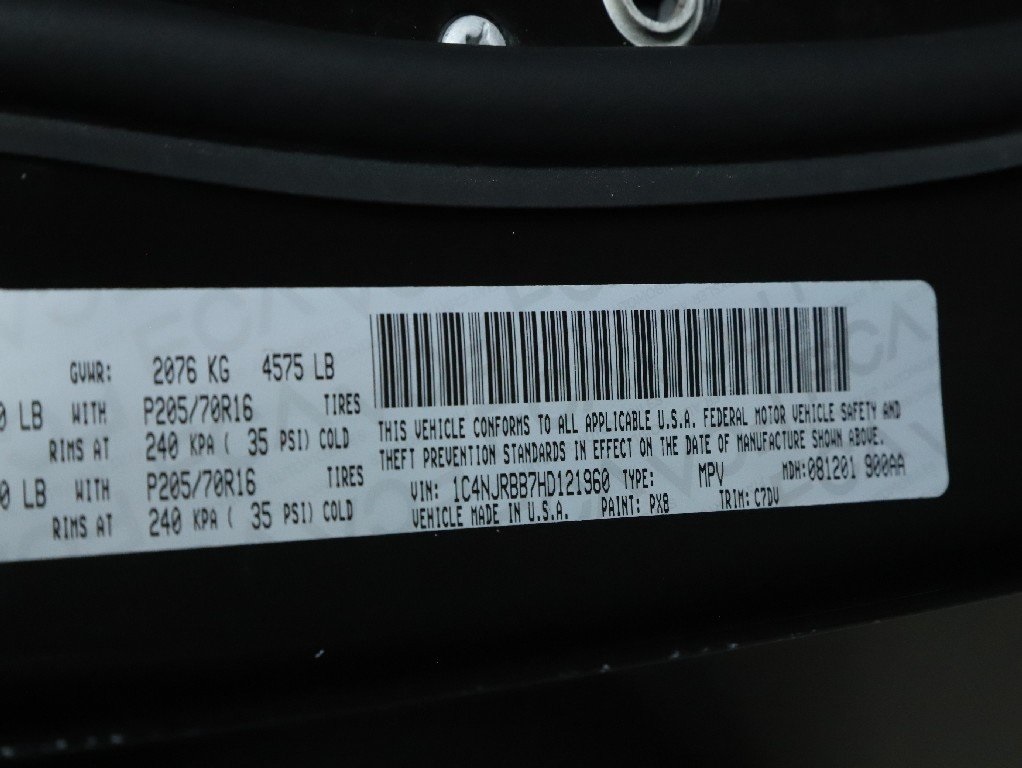 GVWR: 2076 KG 4575 LB
0 LB WITH P205/70R16 TIRES
RIMS AT 240 KPA ( 35 PSI) COLD
0 LB WITH P205/70R16 TIRES
RIMS AT 240 KPA ( 35 PSI) COLD
THIS VEHICLE CONFORMS TO ALL APPLICABLE U.S.A. FEDERAL MOTOR VEHICLE SAFETY AND
THEFT PREVENTION STANDARDS IN EFFECT ON THE DATE OF MANUFACTURE SHOWN ABOVE.
VIN: 1C4NJRBB7HD121960 TYPE: MPV MDH:081201 900AA
VEHICLE MADE IN U.S.A. PAINT: PX8 TRIM: C7DV